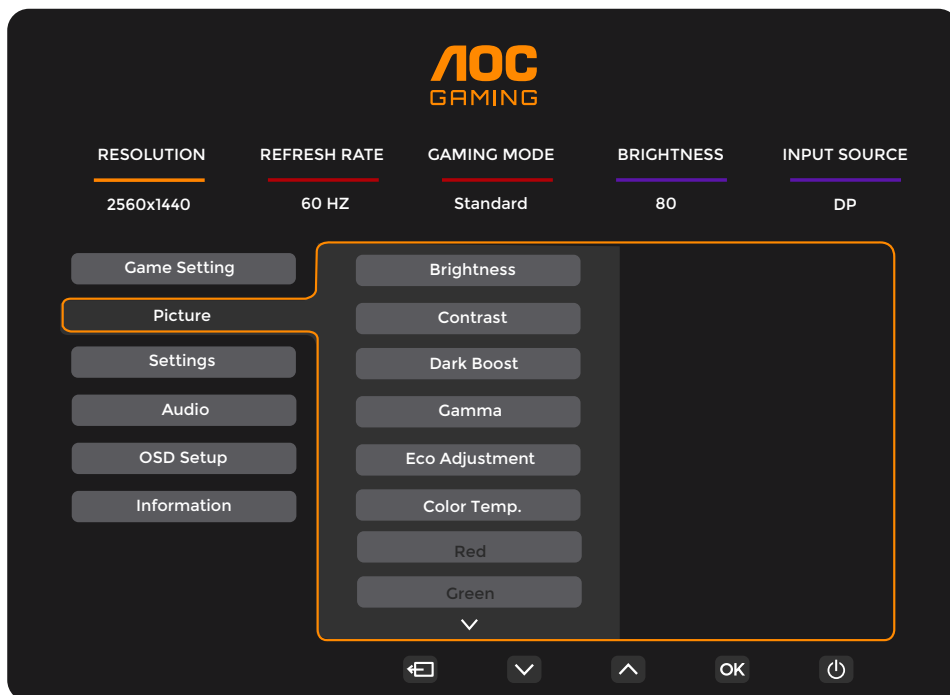 AOC
GAMING
RESOLUTION REFRESH RATE GAMING MODE BRIGHTNESS INPUT SOURCE
2560x1440 60 HZ Standard 80 DP
Game Setting
Picture
Settings
Audio
OSD Setup
Information
Brightness
Contrast
Dark Boost
Gamma
Eco Adjustment
Color Temp.
Red
Green
OK